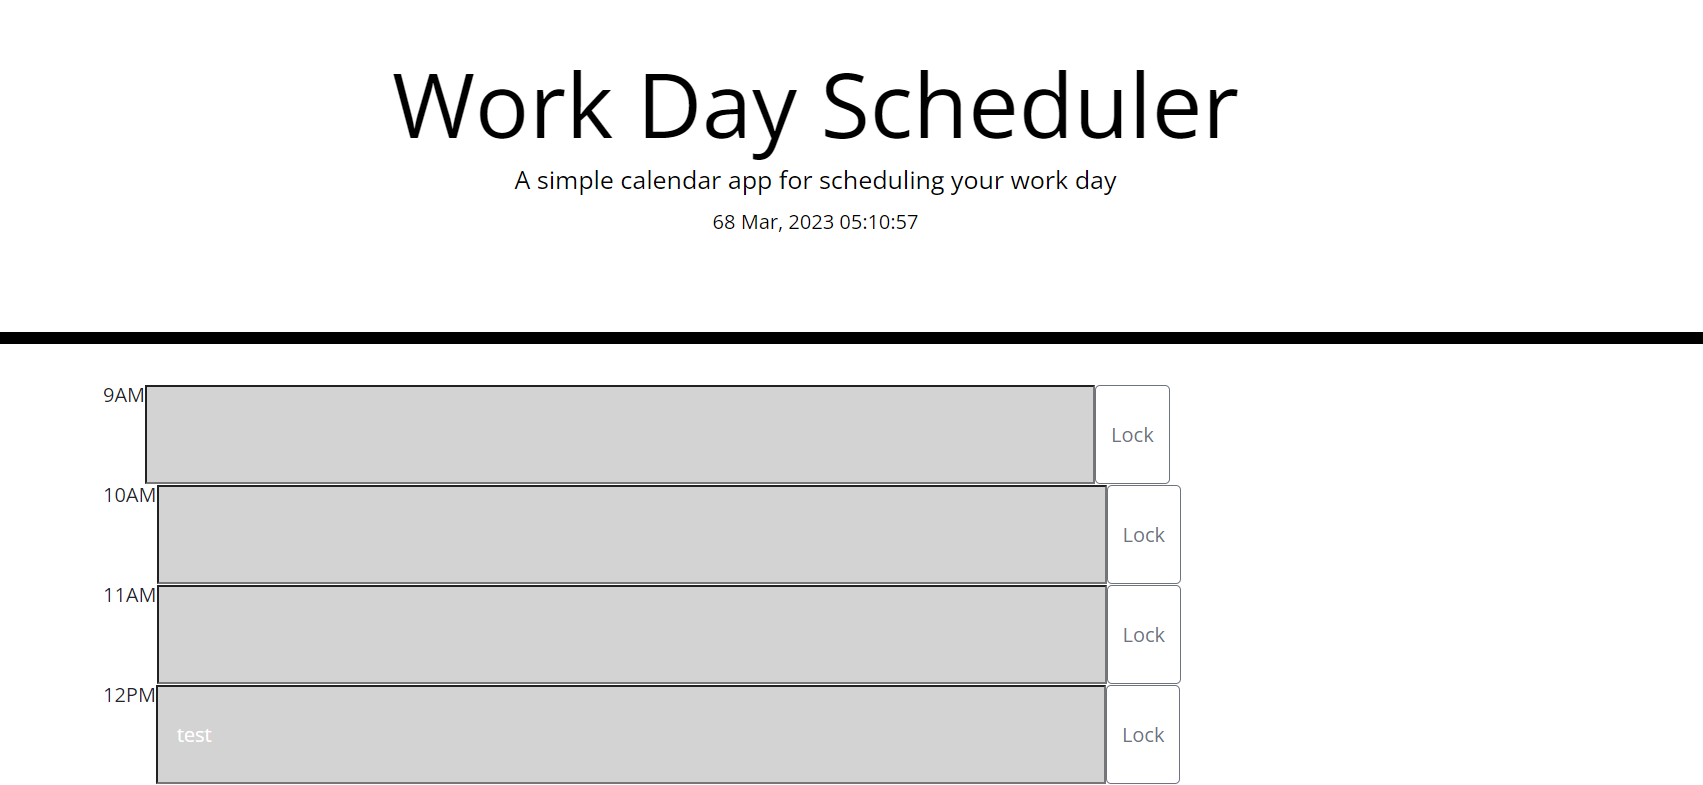 Work Day Scheduler
A simple calendar app for scheduling your work day
68 Mar, 2023 05:10:57
9AM
Lock
10AM
Lock
11AM
Lock
12PM
test
Lock